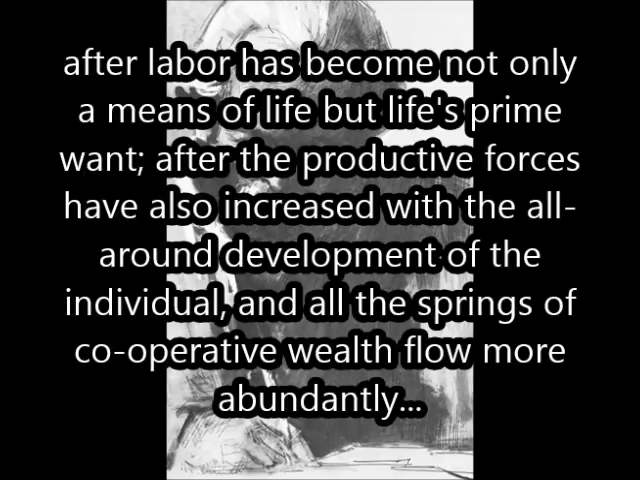 after labor has become not only
a means of life but life's prime
want; after the productive forces
have also increased with the all-
around development of the
individual, and all the springs of
co-operative wealth flow more
abundantly...